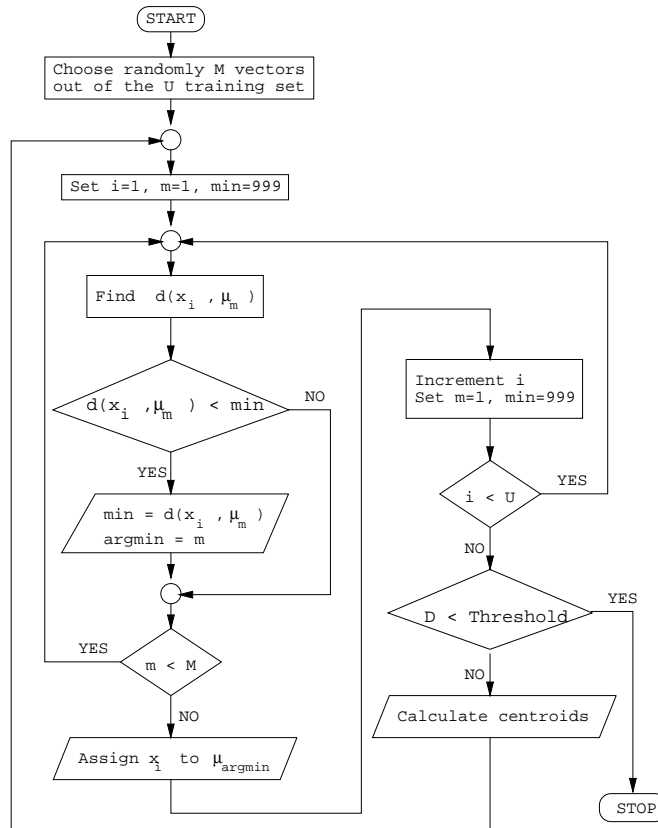 START
Choose randomly M vectors
out of the U training set
Set i=1, m=1, min=999
Find d(x_i ,μ_m )
d(x_i ,μ_m ) < min
NO
YES
min = d(x_i ,μ_m )
argmin = m
YES
m < M
NO
Assign x_i to μ_argmin
Increment i
Set m=1, min=999
i < U
YES
NO
D < Threshold
YES
NO
Calculate centroids
STOP